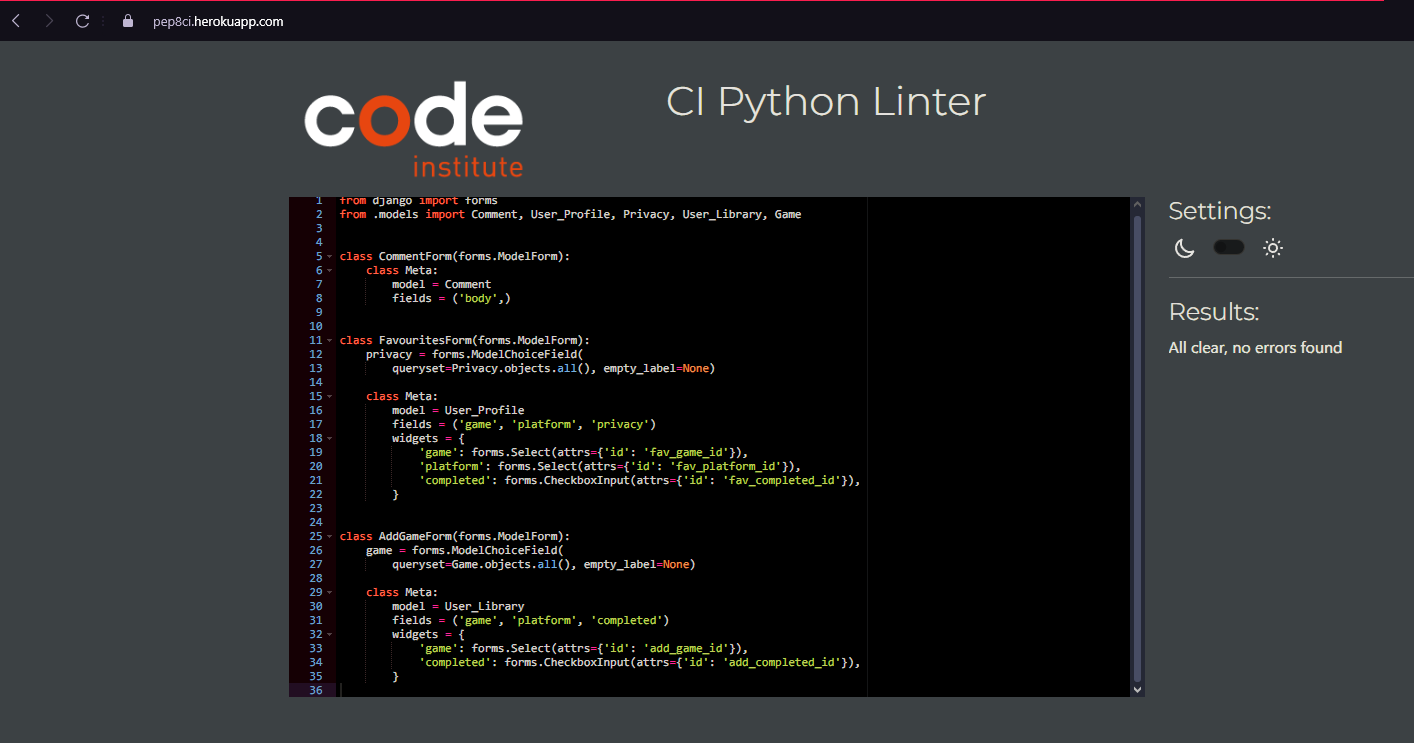 pep8ci.herokuapp.com
code
institute
CI Python Linter
1 from django import forms
2 from .models import Comment, User_Profile, Privacy, User_Library, Game
3
4
5 class CommentForm(forms.ModelForm):
6     class Meta:
7         model = Comment
8         fields = ('body',)
9
10
11 class FavouritesForm(forms.ModelForm):
12     privacy = forms.ModelChoiceField(
13         queryset=Privacy.objects.all(), empty_label=None)
14
15     class Meta:
16         model = User_Profile
17         fields = ('game', 'platform', 'privacy')
18         widgets = {
19             'game': forms.Select(attrs={'id': 'fav_game_id'}),
20             'platform': forms.Select(attrs={'id': 'fav_platform_id'}),
21             'completed': forms.CheckboxInput(attrs={'id': 'fav_completed_id'}),
22         }
23
24
25 class AddGameForm(forms.ModelForm):
26     game = forms.ModelChoiceField(
27         queryset=Game.objects.all(), empty_label=None)
28
29     class Meta:
30         model = User_Library
31         fields = ('game', 'platform', 'completed')
32         widgets = {
33             'game': forms.Select(attrs={'id': 'add_game_id'}),
34             'completed': forms.CheckboxInput(attrs={'id': 'add_completed_id'}),
35         }
36
Settings:
Results:
All clear, no errors found